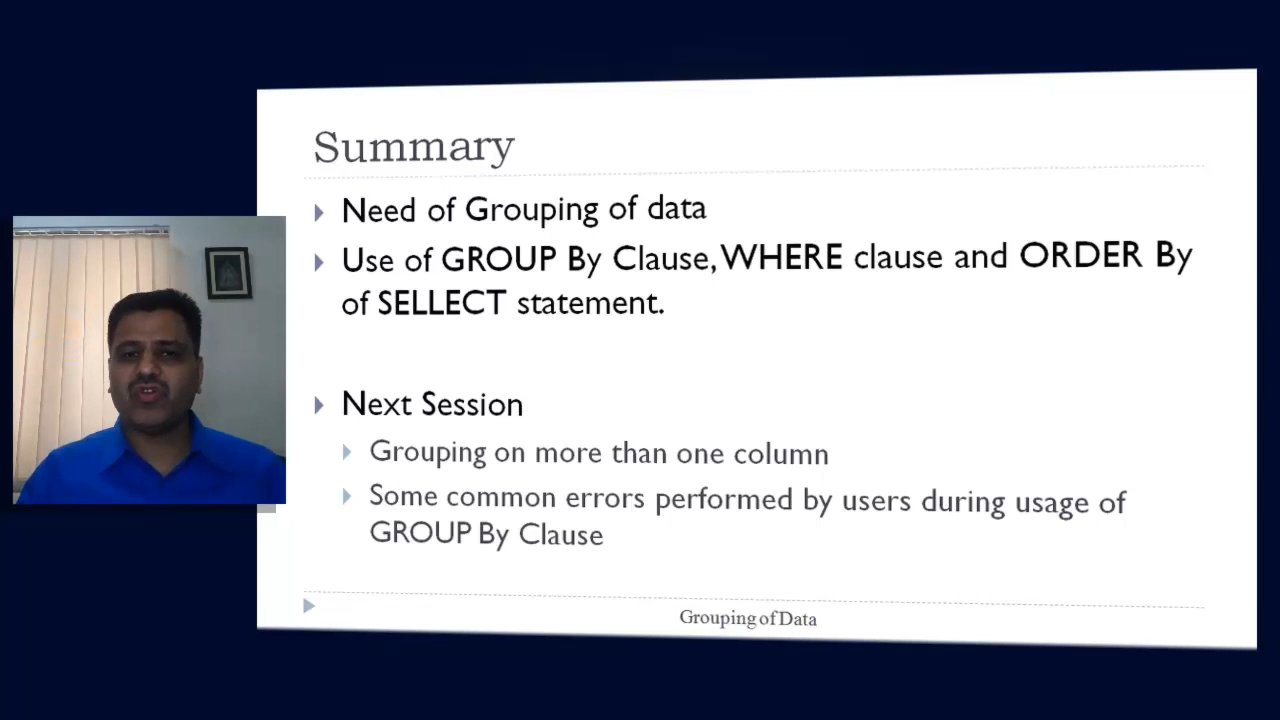 Summary
Need of Grouping of data
Use of GROUP By Clause, WHERE clause and ORDER By
of SELLECT statement.
Next Session
Grouping on more than one column
Some common errors performed by users during usage of
GROUP By Clause
Grouping of Data